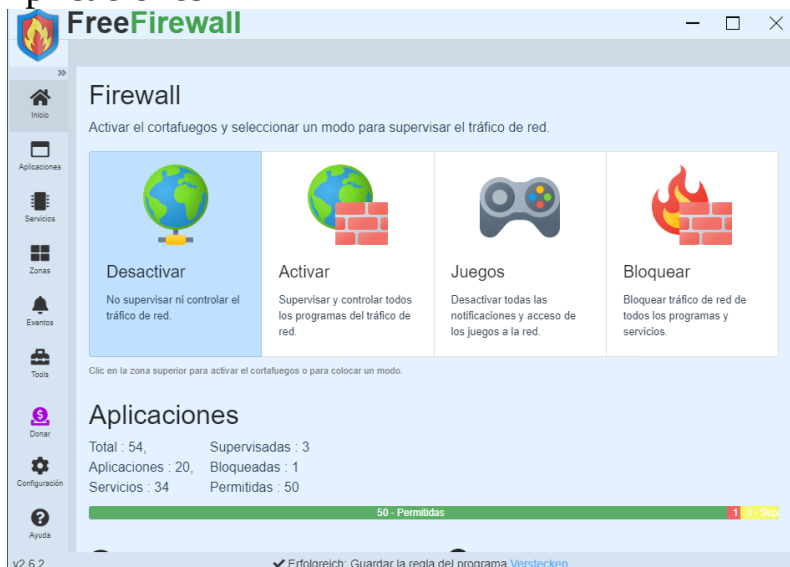 FreeFirewall
Inicio
Aplicaciones
Servicios
Zonas
Eventos
Tools
Donar
Configuración
Ayuda
v2.6.2
Firewall
Activar el cortafuegos y seleccionar un modo para supervisar el tráfico de red.
Desactivar
No supervisar ni controlar el
tráfico de red.
Activar
Supervisar y controlar todos
los programas del tráfico de
red.
Juegos
Desactivar todas las
notificaciones y acceso de
los juegos a la red.
Bloquear
Bloquear tráfico de red de
todos los programas y
servicios.
Clic en la zona superior para activar el cortafuegos o para colocar un modo.
Aplicaciones
Total : 54, Supervisadas : 3
Aplicaciones : 20, Bloqueadas : 1
Servicios : 34 Permitidas : 50
50 - Permitidas 1 3 - Sup
Erfolgreich: Guardar la regla del programa Verstecken